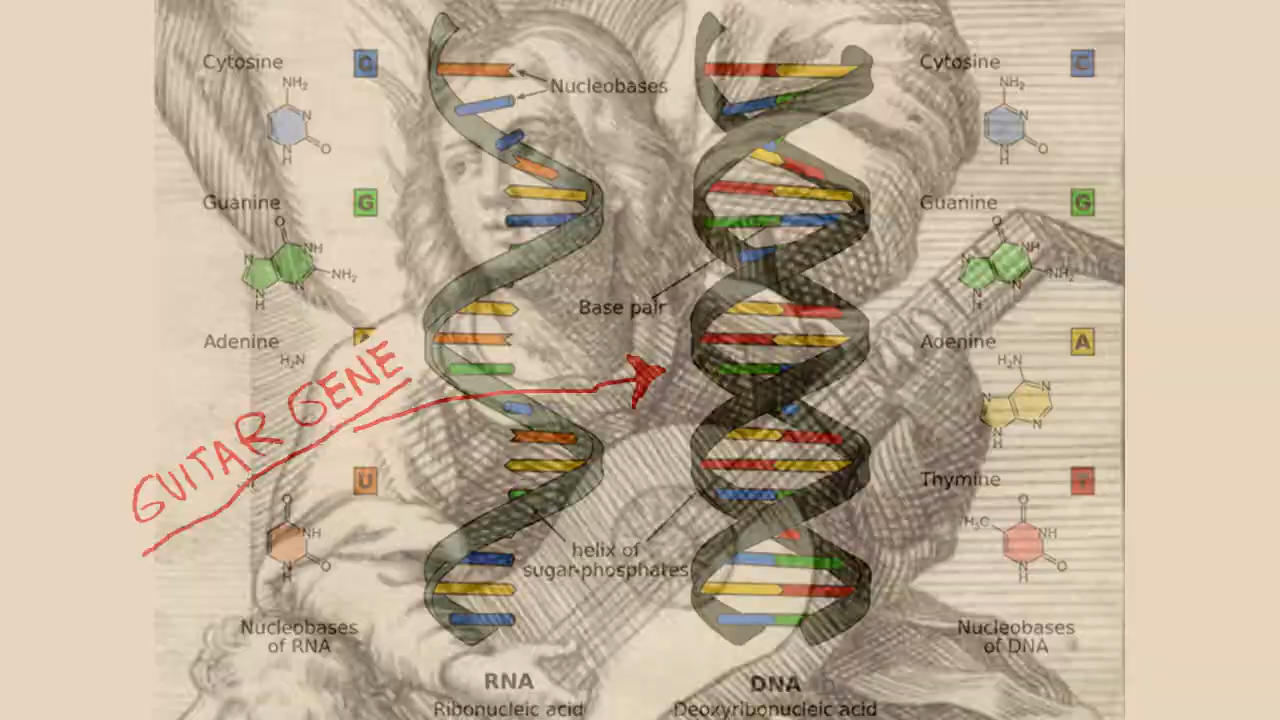 Cytosine
C
NH₂
N
O
N
H
Guanine
G
O
NH
N
N
NH₂
N
H
Adenine
H₂N
GUITAR GENE
U
O
NH
N
H
O
Nucleobases
of RNA
Nucleobases
Base pair
helix of
sugar-phosphates
RNA
Ribonucleic acid
DNA
Deoxyribonucleic acid
Cytosine
C
NH₂
N
O
N
H
Guanine
G
O
NH
N
N
NH₂
N
H
Adenine
A
H₂N
N
N
N
N
H
Thymine
T
O
H₃C
NH
N
H
O
Nucleobases
of DNA